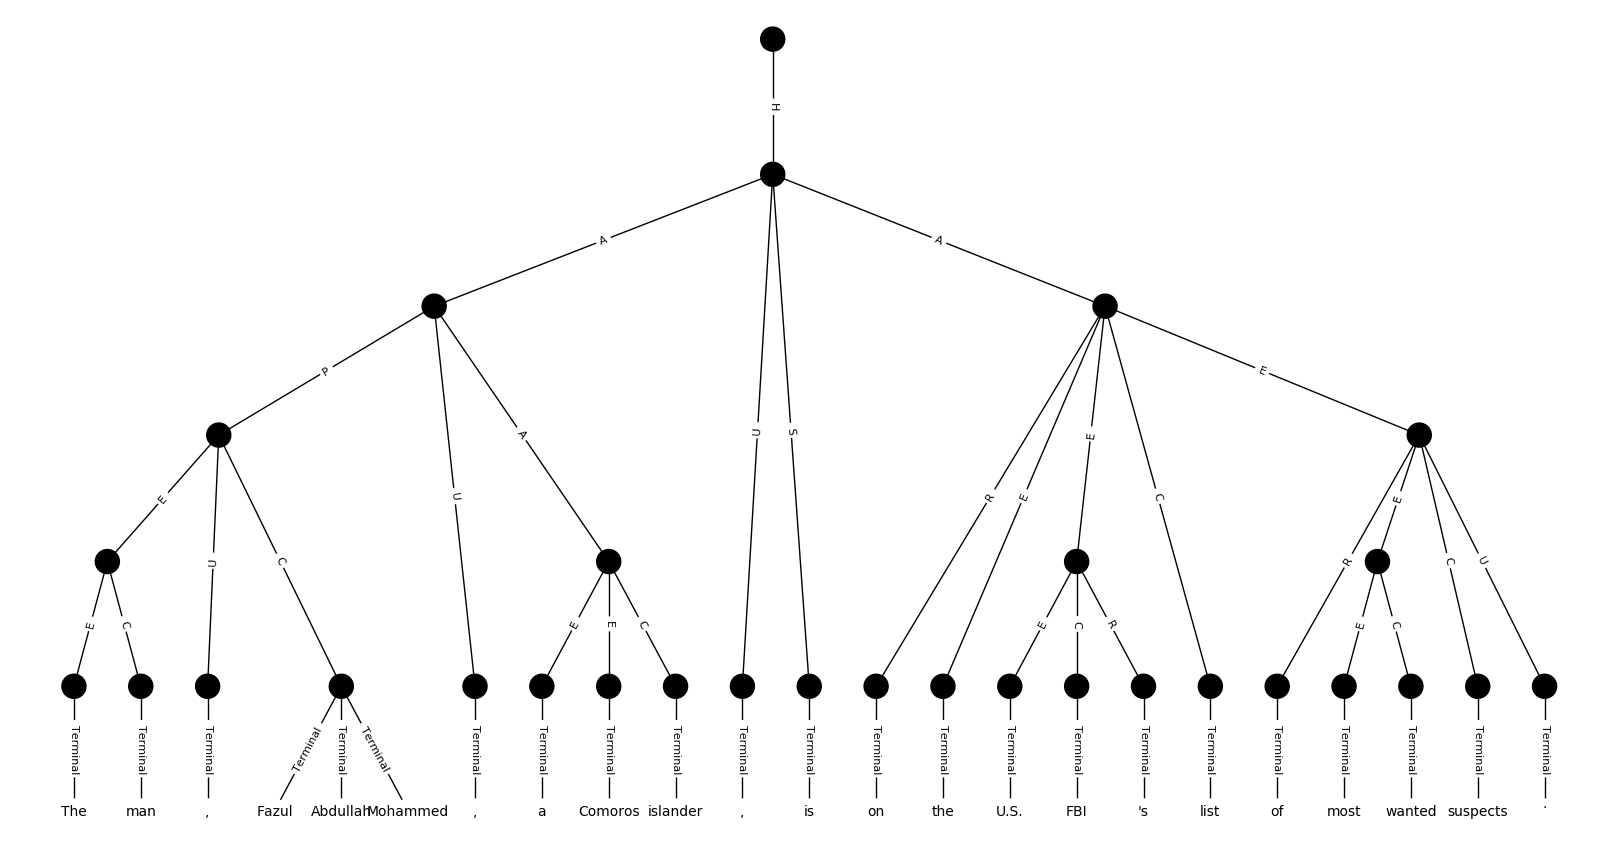 H
A A
P E
A
U S E
E U R E C
E U C R E C U
E C E E C E C R E C
Terminal Terminal Terminal Terminal Terminal Terminal Terminal Terminal Terminal Terminal Terminal Terminal Terminal Terminal Terminal Terminal Terminal Terminal Terminal Terminal Terminal Terminal Terminal
The man , Fazul Abdullah Mohammed , a Comoros islander , is on the U.S. FBI 's list of most wanted suspects .